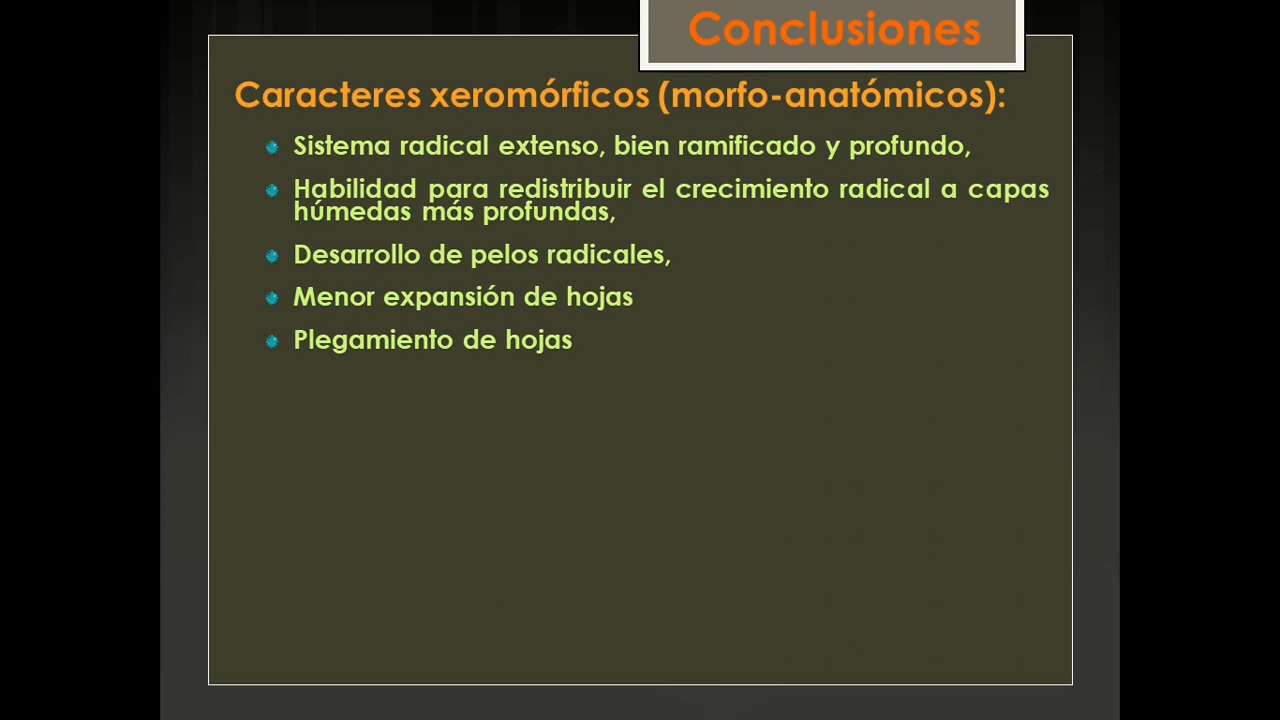 Conclusiones
Caracteres xeromórficos (morfo-anatómicos):
Sistema radical extenso, bien ramificado y profundo,
Habilidad para redistribuir el crecimiento radical a capas
húmedas más profundas,
Desarrollo de pelos radicales,
Menor expansión de hojas
Plegamiento de hojas